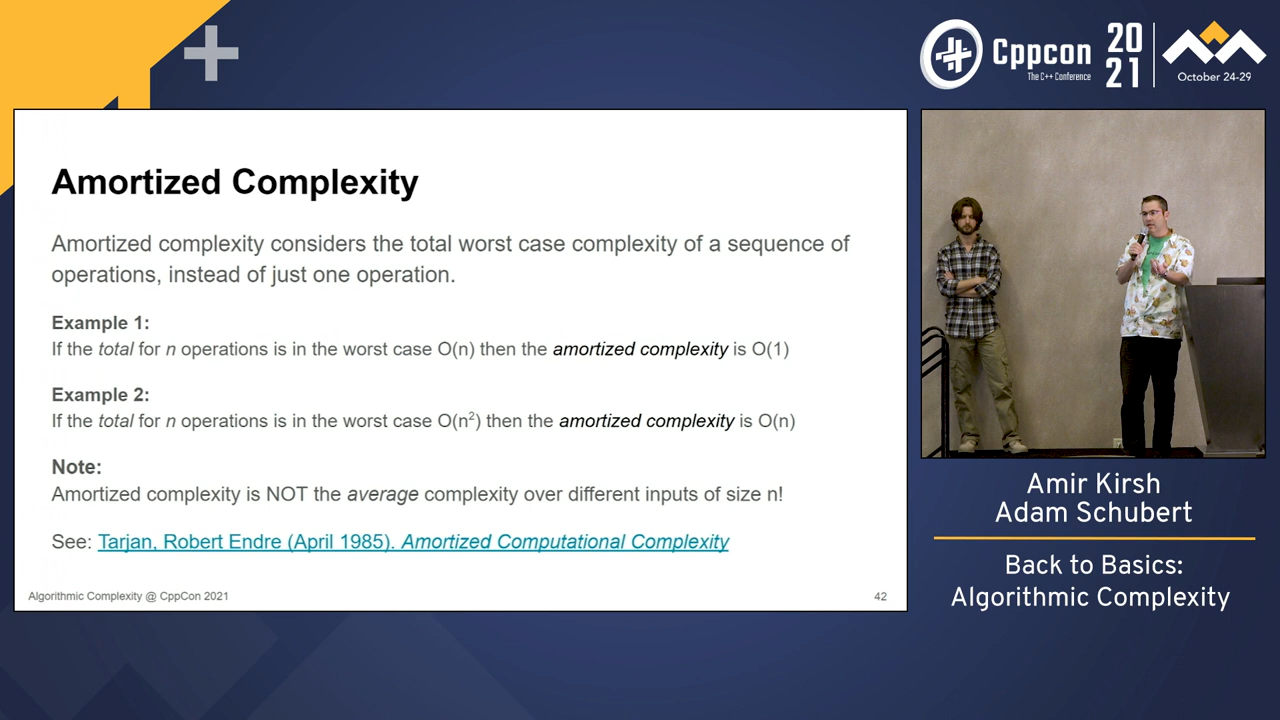 Cppcon
The C++ Conference
20
21
October 24-29
Amortized Complexity
Amortized complexity considers the total worst case complexity of a sequence of
operations, instead of just one operation.
Example 1:
If the total for n operations is in the worst case O(n) then the amortized complexity is O(1)
Example 2:
If the total for n operations is in the worst case O(n²) then the amortized complexity is O(n)
Note:
Amortized complexity is NOT the average complexity over different inputs of size n!
See: Tarjan, Robert Endre (April 1985). Amortized Computational Complexity
Algorithmic Complexity @ CppCon 2021
42
Amir Kirsh
Adam Schubert
Back to Basics:
Algorithmic Complexity